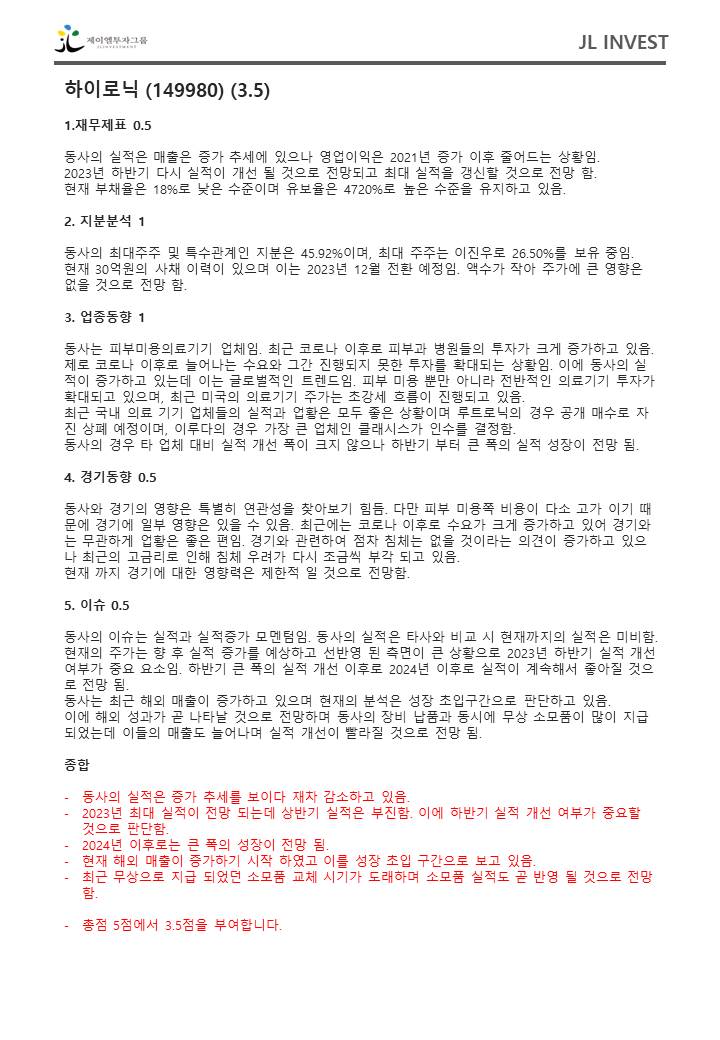 제이엘투자그룹
JLINVESTMENT
JL INVEST
하이로닉 (149980) (3.5)
1.재무제표 0.5
동사의 실적은 매출은 증가 추세에 있으나 영업이익은 2021년 증가 이후 줄어드는 상황임.
2023년 하반기 다시 실적이 개선 될 것으로 전망되고 최대 실적을 갱신할 것으로 전망 함.
현재 부채율은 18%로 낮은 수준이며 유보율은 4720%로 높은 수준을 유지하고 있음.
2. 지분분석 1
동사의 최대주주 및 특수관계인 지분은 45.92%이며, 최대 주주는 이진우로 26.50%를 보유 중임.
현재 30억원의 사채 이력이 있으며 이는 2023년 12월 전환 예정임. 액수가 작아 주가에 큰 영향은
없을 것으로 전망 함.
3. 업종동향 1
동사는 피부미용의료기기 업체임. 최근 코로나 이후로 피부과 병원들의 투자가 크게 증가하고 있음.
제로 코로나 이후로 늘어나는 수요와 그간 진행되지 못한 투자를 확대되는 상황임. 이에 동사의 실
적이 증가하고 있는데 이는 글로벌적인 트렌드임. 피부 미용 뿐만 아니라 전반적인 의료기기 투자가
확대되고 있으며, 최근 미국의 의료기기 주가는 초강세 흐름이 진행되고 있음.
최근 국내 의료 기기 업체들의 실적과 업황은 모두 좋은 상황이며 루트로닉의 경우 공개 매수로 자
진 상폐 예정이며, 이루다의 경우 가장 큰 업체인 클래시스가 인수를 결정함.
동사의 경우 타 업체 대비 실적 개선 폭이 크지 않으나 하반기 부터 큰 폭의 실적 성장이 전망 됨.
4. 경기동향 0.5
동사와 경기의 영향은 특별히 연관성을 찾아보기 힘듬. 다만 피부 미용쪽 비용이 다소 고가 이기 때
문에 경기에 일부 영향은 있을 수 있음. 최근에는 코로나 이후로 수요가 크게 증가하고 있어 경기와
는 무관하게 업황은 좋은 편임. 경기와 관련하여 점차 침체는 없을 것이라는 의견이 증가하고 있으
나 최근의 고금리로 인해 침체 우려가 다시 조금씩 부각 되고 있음.
현재 까지 경기에 대한 영향력은 제한적 일 것으로 전망함.
5. 이슈 0.5
동사의 이슈는 실적과 실적증가 모멘텀임. 동사의 실적은 타사와 비교 시 현재까지의 실적은 미비함.
현재의 주가는 향 후 실적 증가를 예상하고 선반영 된 측면이 큰 상황으로 2023년 하반기 실적 개선
여부가 중요 요소임. 하반기 큰 폭의 실적 개선 이후로 2024년 이후로 실적이 계속해서 좋아질 것으
로 전망 됨.
동사는 최근 해외 매출이 증가하고 있으며 현재의 분석은 성장 초입구간으로 판단하고 있음.
이에 해외 성과가 곧 나타날 것으로 전망하며 동사의 장비 납품과 동시에 무상 소모품이 많이 지급
되었는데 이들의 매출도 늘어나며 실적 개선이 빨라질 것으로 전망 됨.
종합
- 동사의 실적은 증가 추세를 보이다 재차 감소하고 있음.
- 2023년 최대 실적이 전망 되는데 상반기 실적은 부진함. 이에 하반기 실적 개선 여부가 중요할
것으로 판단함.
- 2024년 이후로는 큰 폭의 성장이 전망 됨.
- 현재 해외 매출이 증가하기 시작 하였고 이를 성장 초입 구간으로 보고 있음.
- 최근 무상으로 지급 되었던 소모품 교체 시기가 도래하며 소모품 실적도 곧 반영 될 것으로 전망
함.
- 총점 5점에서 3.5점을 부여합니다.